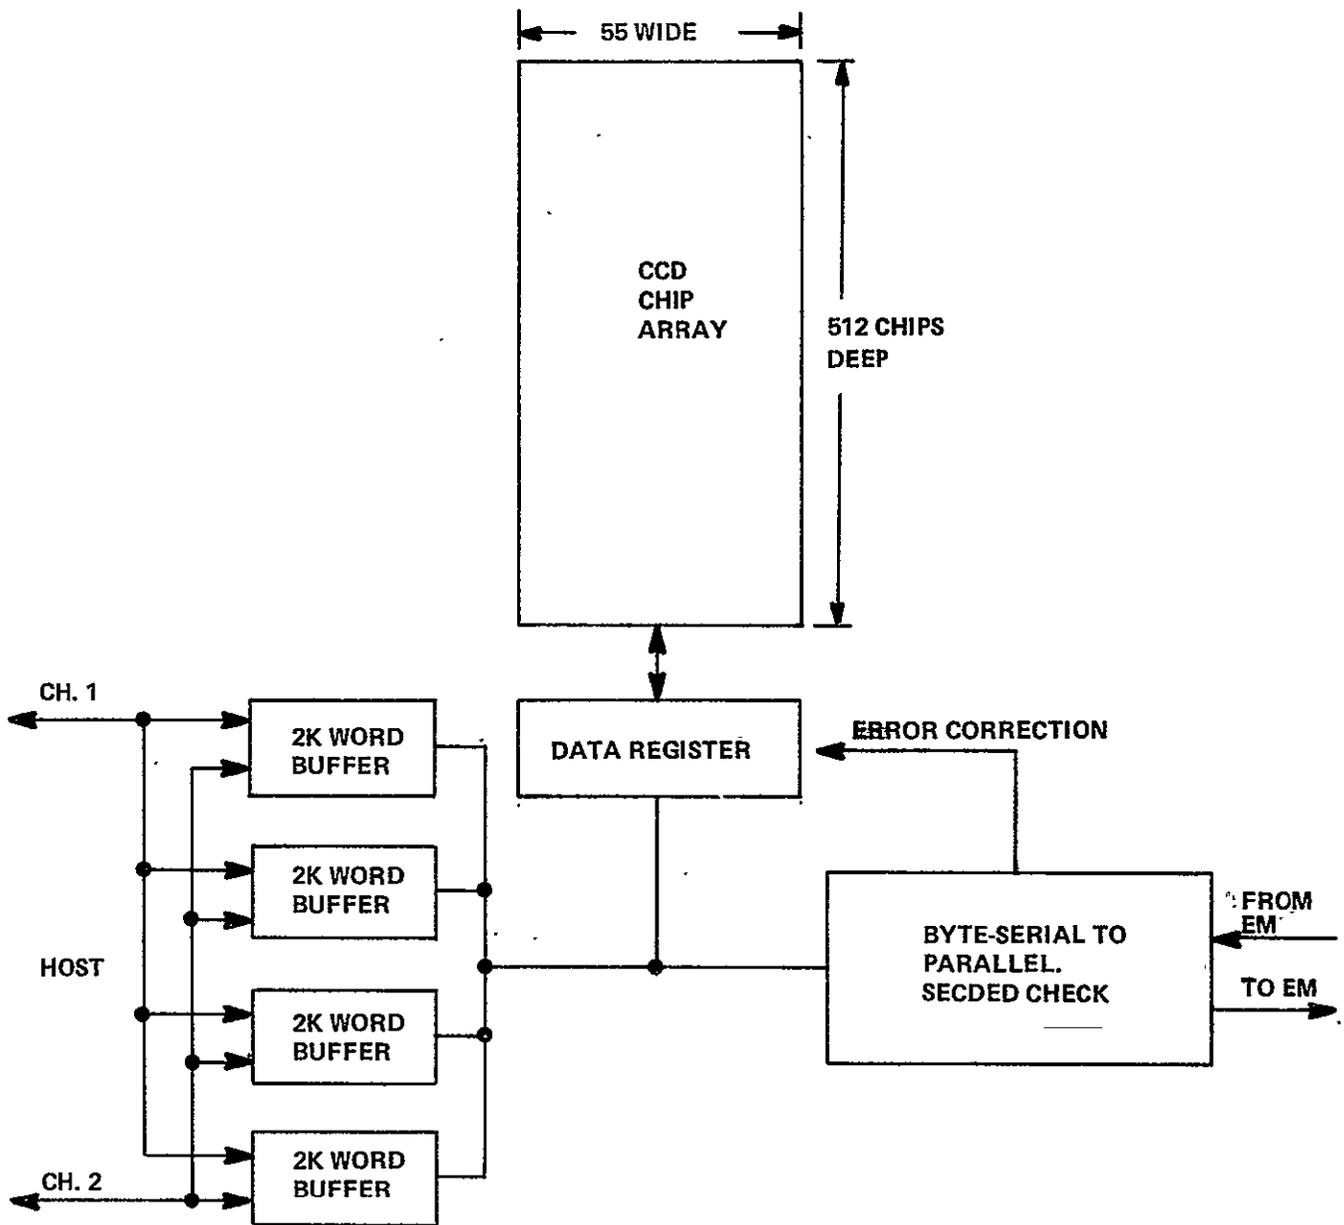 55 WIDE
CCD
CHIP
ARRAY
512 CHIPS
DEEP
CH. 1
2K WORD
BUFFER
DATA REGISTER
ERROR CORRECTION
2K WORD
BUFFER
HOST
BYTE-SERIAL TO
PARALLEL.
SECDED CHECK
FROM
EM
TO EM
2K WORD
BUFFER
CH. 2
2K WORD
BUFFER